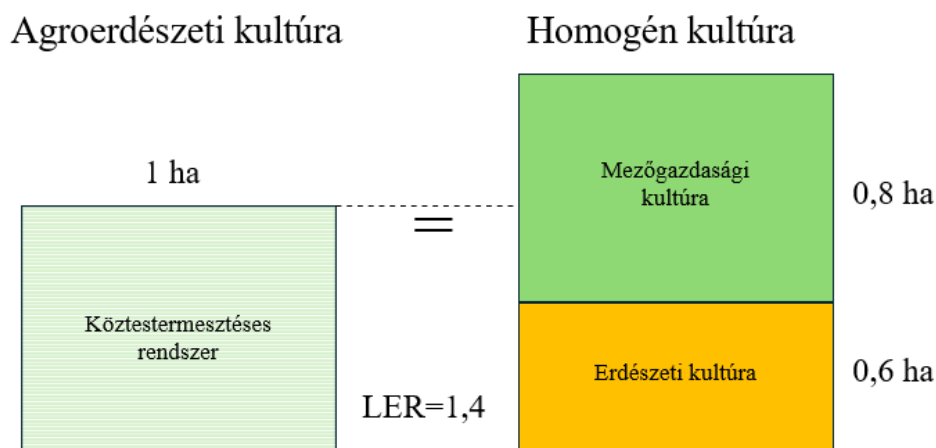 Agroerdészeti kultúra
Homogén kultúra
1 ha
Mezőgazdasági
kultúra
0,8 ha
=
Köztestermesztéses
rendszer
LER=1,4
Erdészeti kultúra
0,6 ha